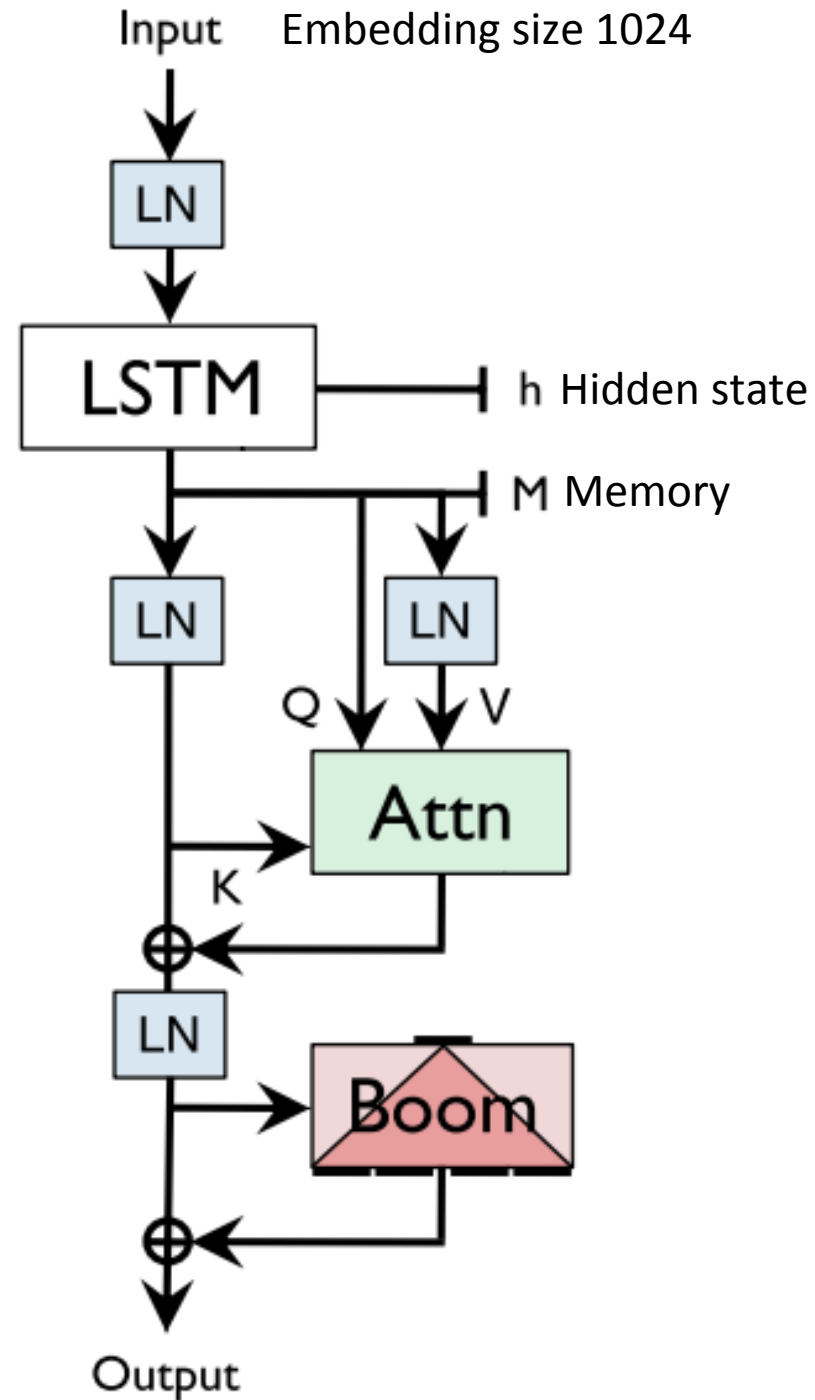 Input Embedding size 1024
LN
LSTM
h Hidden state
M Memory
LN LN
Q V
Attn
K
LN
Boom
Output